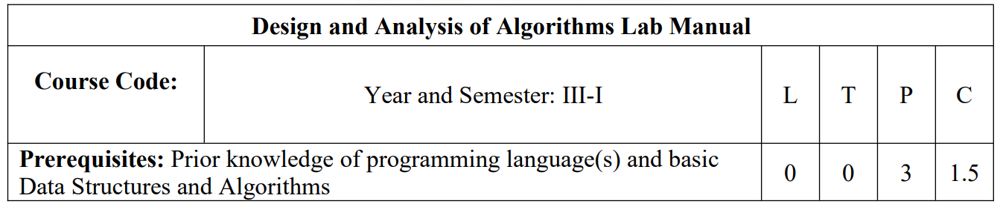 Design and Analysis of Algorithms Lab Manual
Course Code:
Year and Semester: III-I
L T P C
Prerequisites: Prior knowledge of programming language(s) and basic
Data Structures and Algorithms
0 0 3 1.5